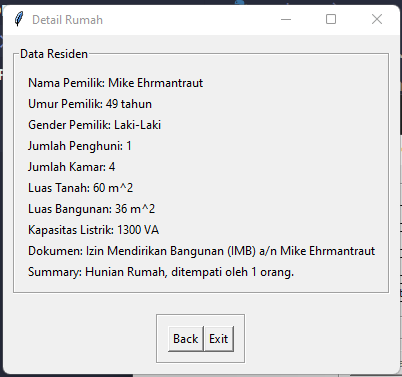 Detail Rumah
Data Residen
Nama Pemilik: Mike Ehrmantraut
Umur Pemilik: 49 tahun
Gender Pemilik: Laki-Laki
Jumlah Penghuni: 1
Jumlah Kamar: 4
Luas Tanah: 60 m^2
Luas Bangunan: 36 m^2
Kapasitas Listrik: 1300 VA
Dokumen: Izin Mendirikan Bangunan (IMB) a/n Mike Ehrmantraut
Summary: Hunian Rumah, ditempati oleh 1 orang.
Back Exit